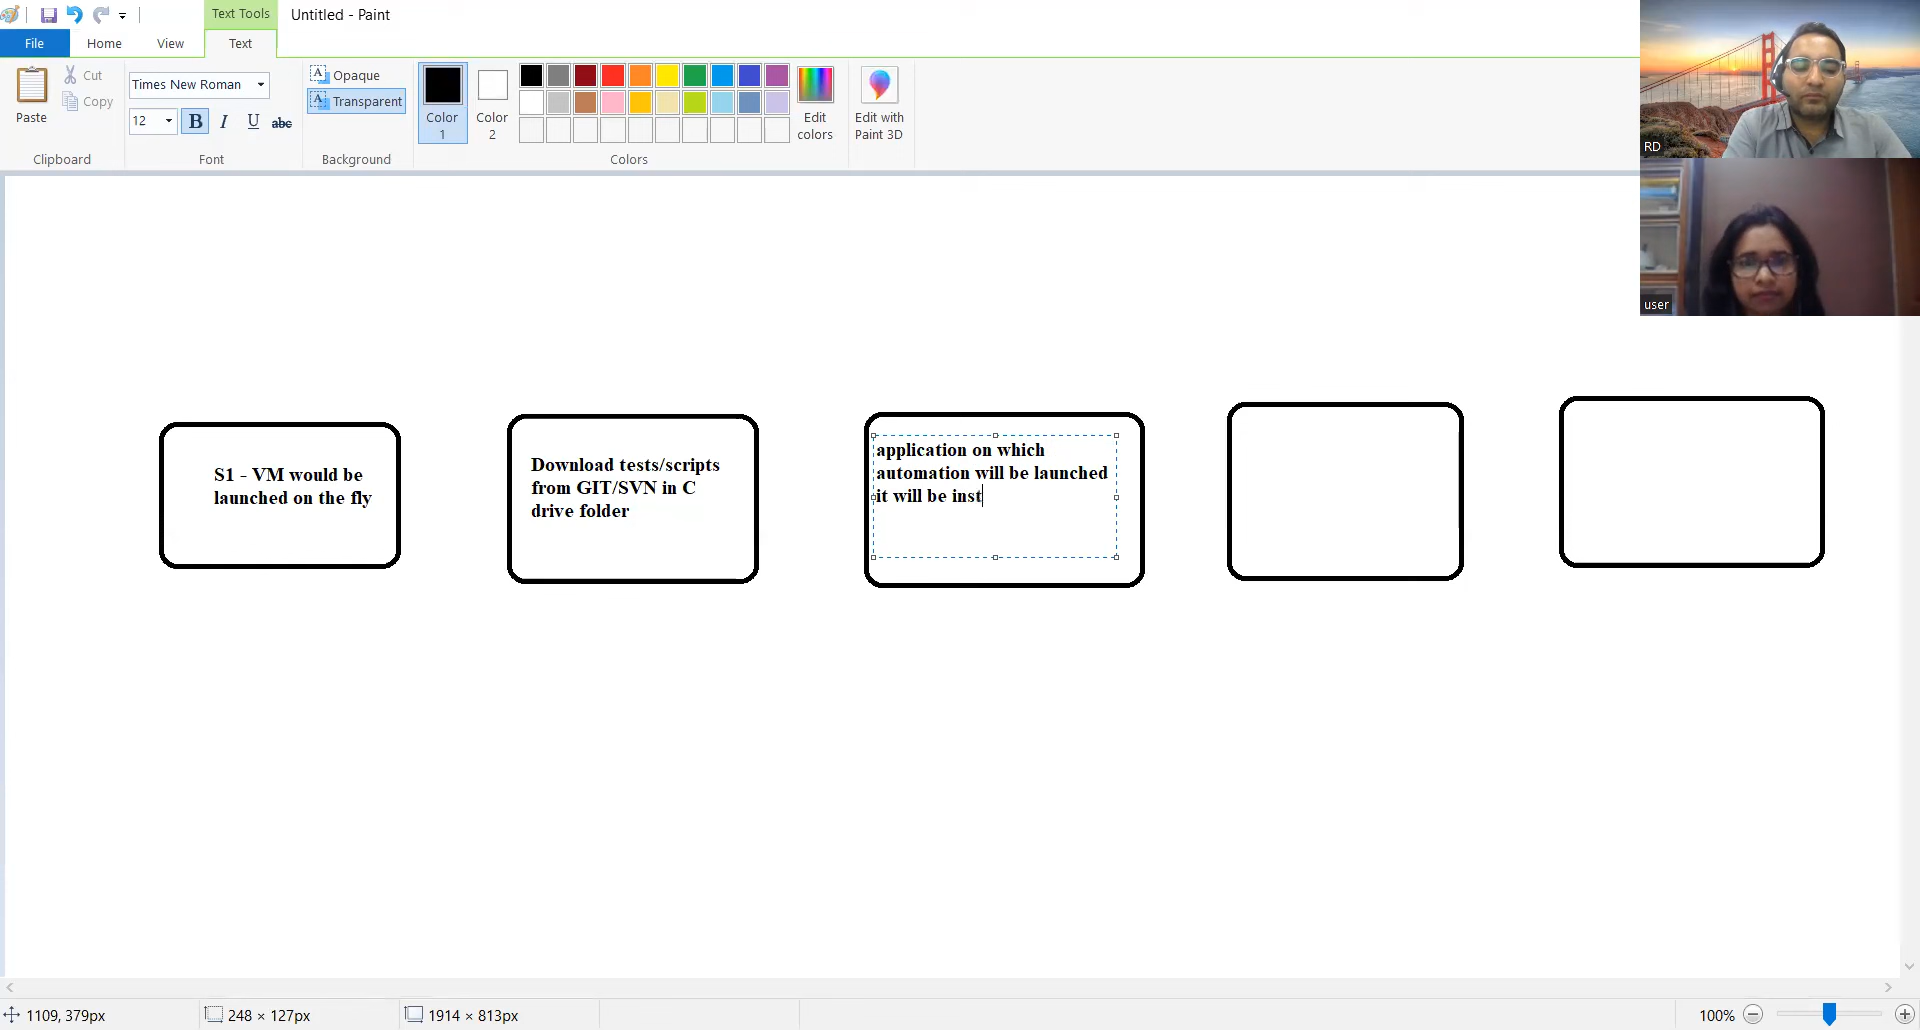 Text Tools
Untitled - Paint
File
Home
View
Text
Paste
Cut
Copy
Clipboard
Times New Roman
12
B
I
U
abc
Font
A Opaque
A Transparent
Background
Color
1
Color
2
Edit
colors
Colors
Edit with
Paint 3D
RD
user
S1 - VM would be
launched on the fly
Download tests/scripts
from GIT/SVN in C
drive folder
application on which
automation will be launched
it will be inst
1109, 379px
248 × 127px
1914 × 813px
100%